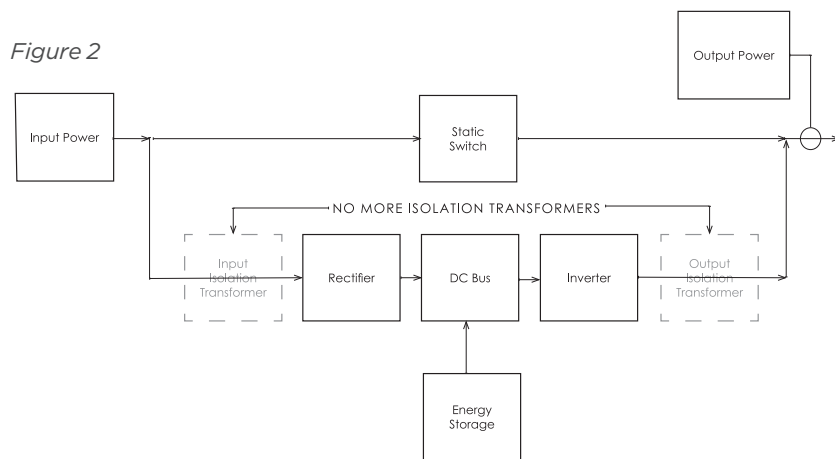 Figure 2
Output Power
Input Power
Static
Switch
NO MORE ISOLATION TRANSFORMERS
Input
Isolation
Transformer
Rectifier
DC Bus
Inverter
Output
Isolation
Transformer
Energy
Storage